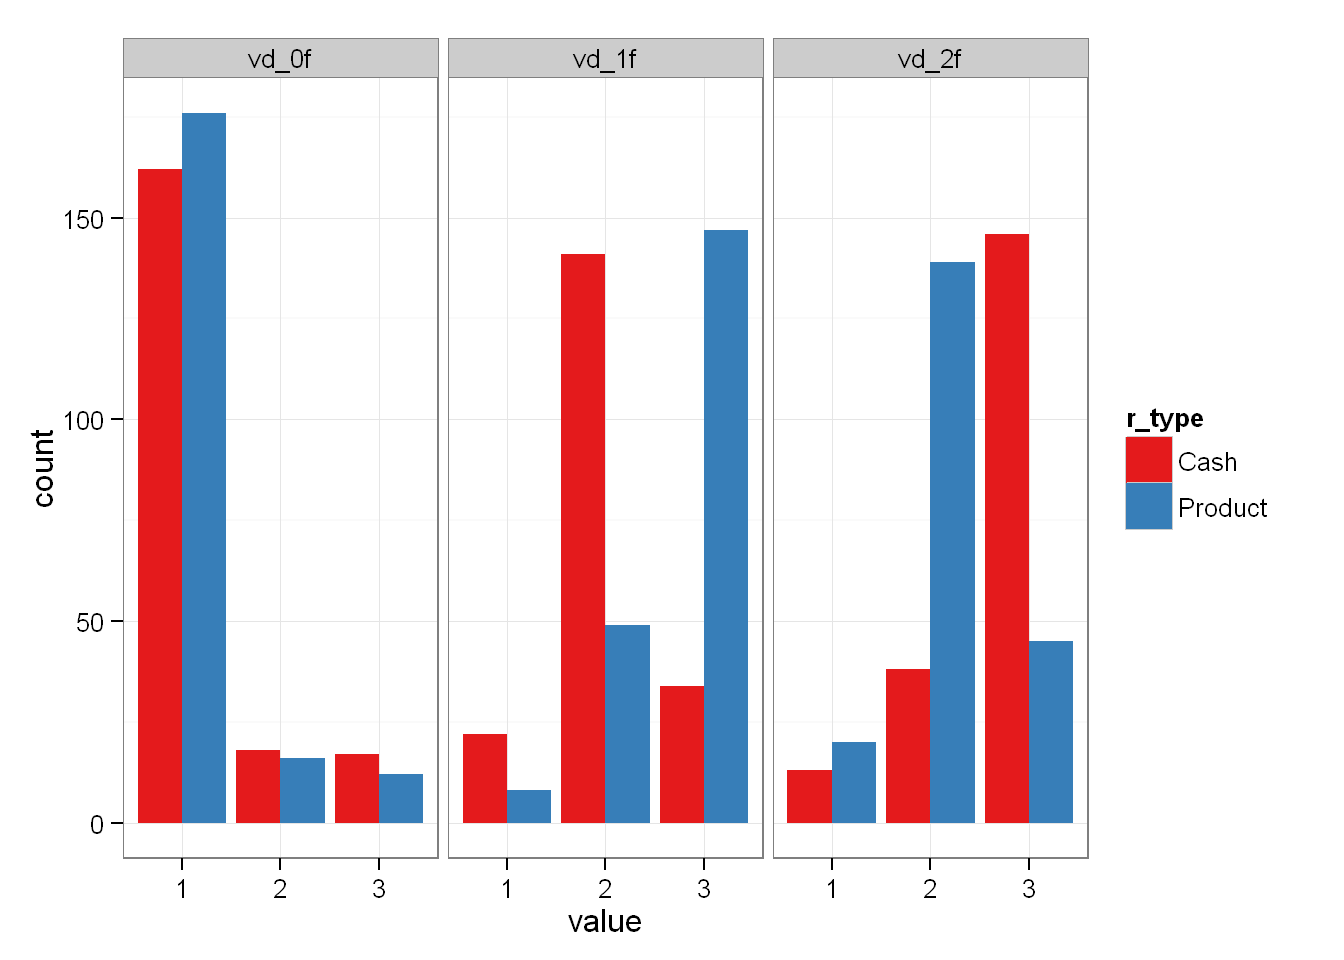 vd_0f vd_1f vd_2f
150
100
50
0
count
1 2 3 1 2 3 1 2 3
value
r_type
Cash
Product